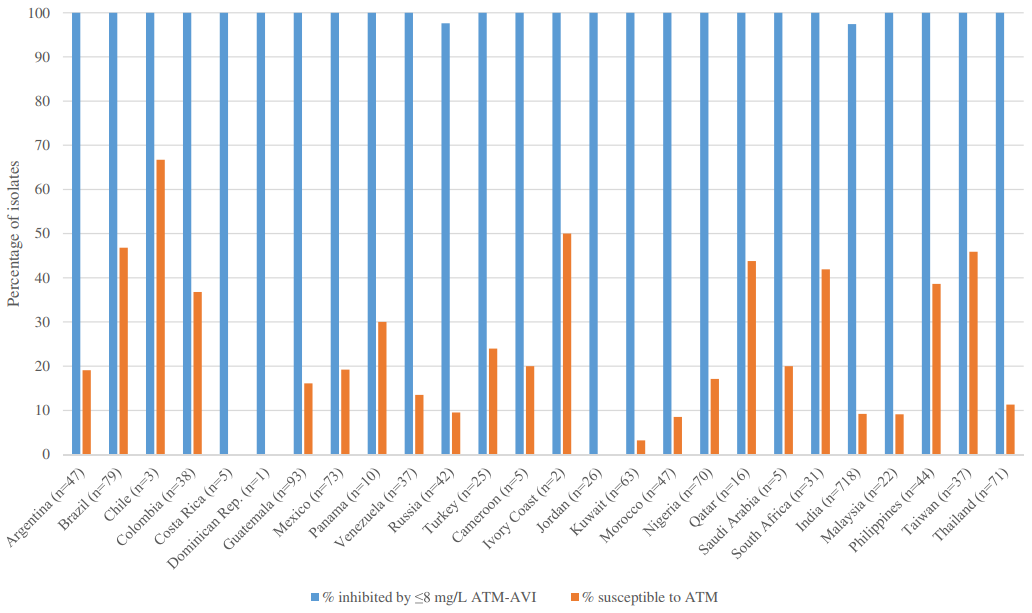 100
90
80
70
60
50
40
30
20
10
0
Percentage of isolates
Argentina (n=47)
Brazil (n=79)
Chile (n=3)
Colombia (n=38)
Costa Rica (n=5)
Dominican Rep. (n=1)
Guatemala (n=93)
Mexico (n=73)
Panama (n=10)
Venezuela (n=37)
Russia (n=42)
Turkey (n=25)
Cameroon (n=5)
Ivory Coast (n=2)
Jordan (n=26)
Kuwait (n=63)
Morocco (n=47)
Nigeria (n=70)
Qatar (n=16)
Saudi Arabia (n=5)
South Africa (n=31)
India (n=718)
Malaysia (n=22)
Philippines (n=44)
Taiwan (n=37)
Thailand (n=71)
% inhibited by ≤8 mg/L ATM-AVI
% susceptible to ATM